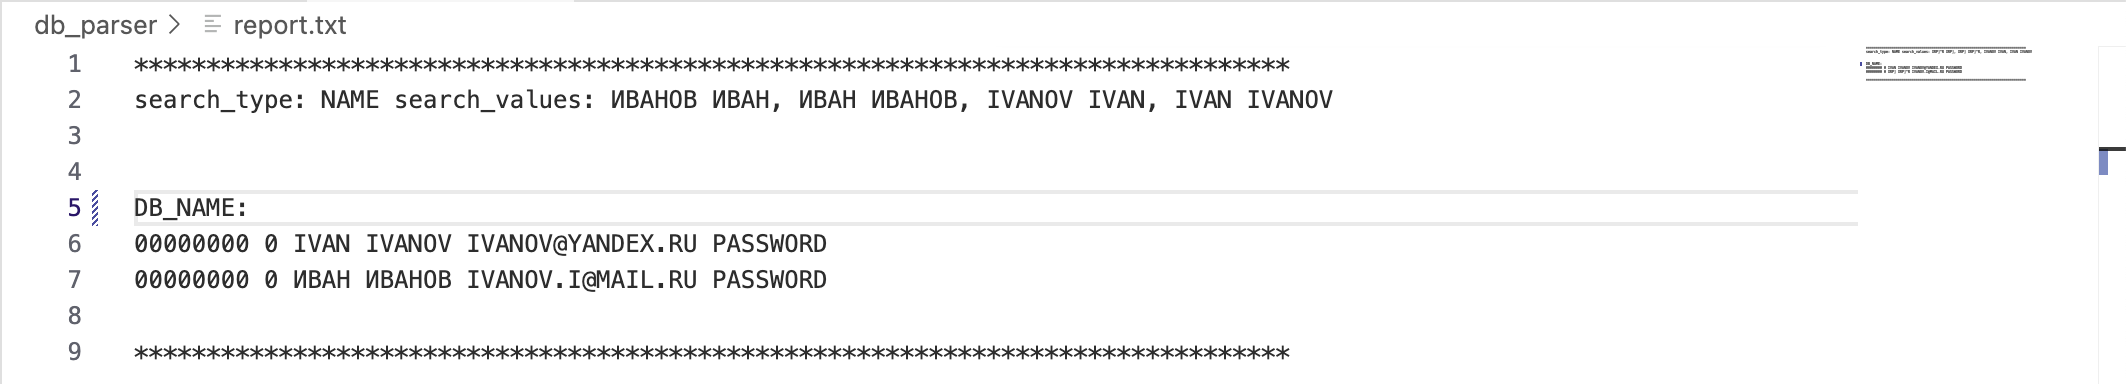 db_parser > report.txt
1 ********************************************************************************
2 search_type: NAME search_values: ИВАНОВ ИВАН, ИВАН ИВАНОВ, IVANOV IVAN, IVAN IVANOV
3
4
5 DB_NAME:
6 00000000 0 IVAN IVANOV IVANOV@YANDEX.RU PASSWORD
7 00000000 0 ИВАН ИВАНОВ IVANOV.I@MAIL.RU PASSWORD
8
9 ********************************************************************************